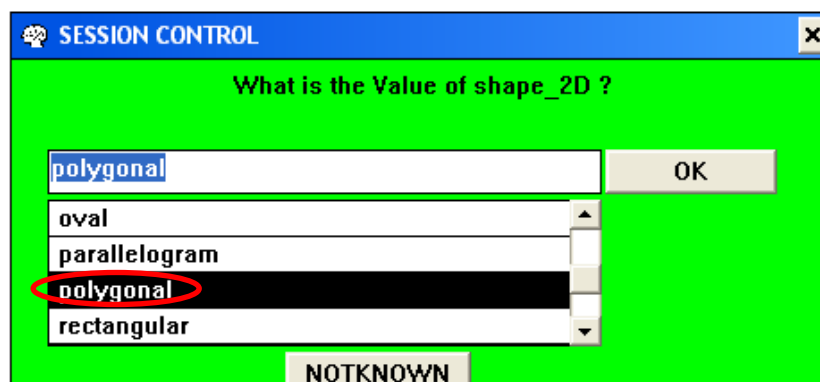 SESSION CONTROL
What is the Value of shape_2D ?
polygonal
OK
oval
parallelogram
polygonal
rectangular
NOTKNOWN